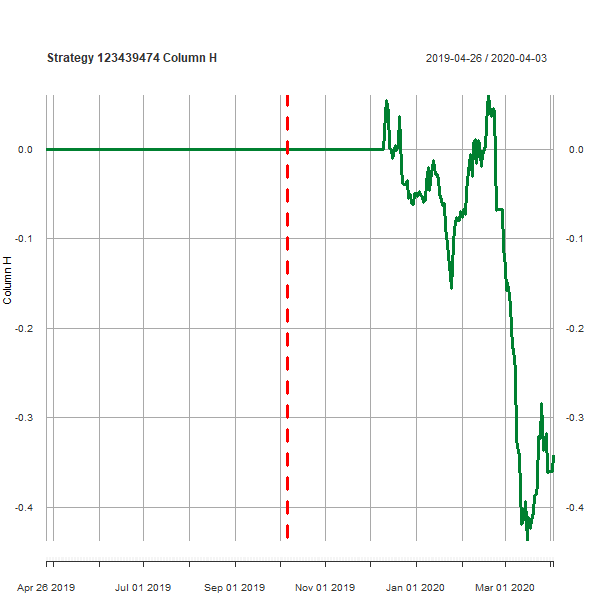 Strategy 123439474 Column H
2019-04-26 / 2020-04-03
0.0
0.0
-0.1
-0.1
-0.2
-0.2
-0.3
-0.3
-0.4
-0.4
Column H
Apr 26 2019
Jul 01 2019
Sep 01 2019
Nov 01 2019
Jan 01 2020
Mar 01 2020